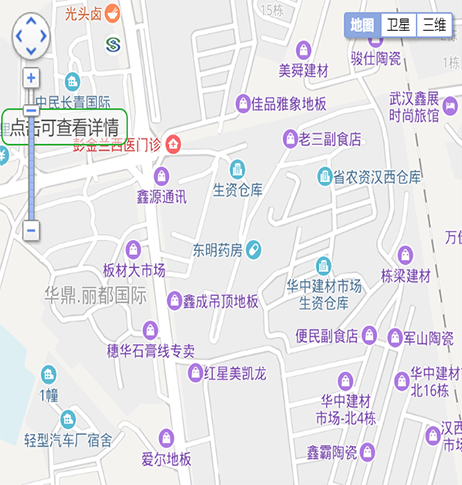 光头卤
15栋
地图 卫星 三维
美舜建材
骏仕陶瓷
1栋
中民长青国际
佳品雅象地板
武汉鑫展
时尚旅馆
点击可查看详情
彭金兰西医门诊
老三副食店
生资仓库
省农资汉西仓库
鑫源通讯
东明药房
万
板材大市场
栋梁建材
华中建材市场
生资仓库
华鼎.丽都国际
鑫成吊顶地板
穗华石膏线专卖
便民副食店
军山陶瓷
红星美凯龙
1幢
华中建材
市场-北4栋
华中建材
北16栋
轻型汽车厂宿舍
爱尔地板
鑫霸陶瓷
汉西
市场